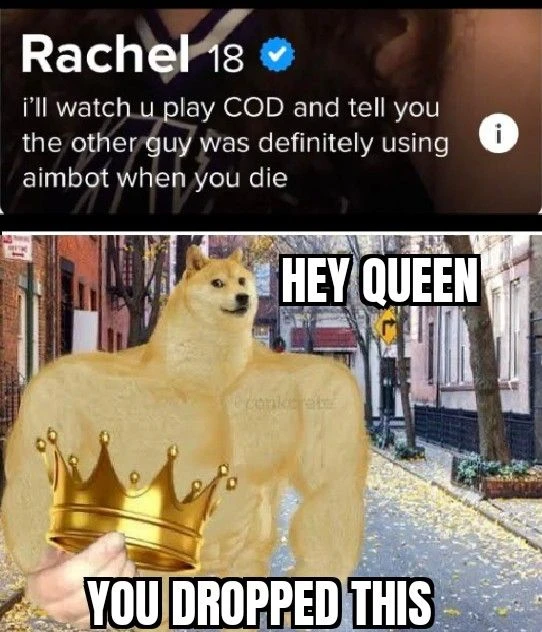 Rachel 18
i'll watch u play COD and tell you
the other guy was definitely using
aimbot when you die
HEY QUEEN
YOU DROPPED THIS